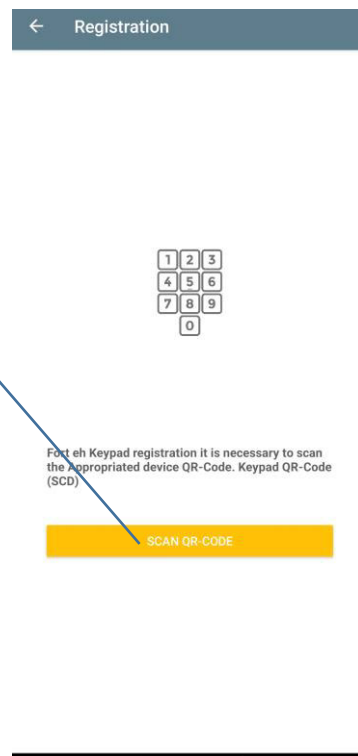 Registration
1 2 3
4 5 6
7 8 9
0
Fort eh Keypad registration it is necessary to scan
the Appropriated device QR-Code. Keypad QR-Code
(SCD)
SCAN QR-CODE